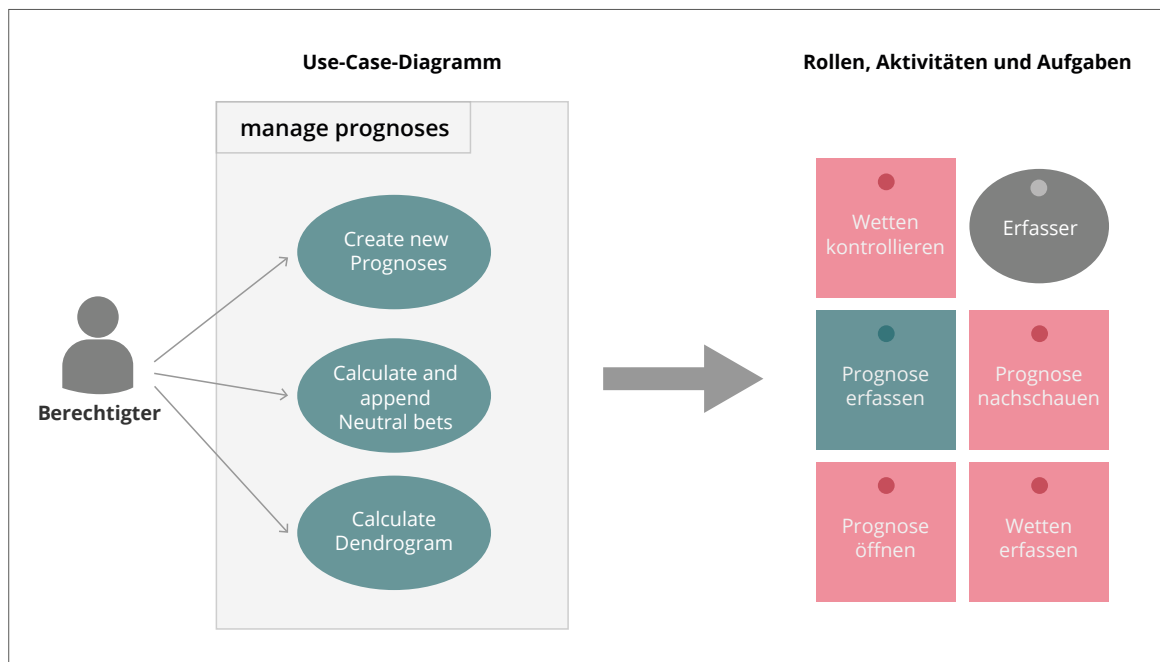 Use-Case-Diagramm
manage prognoses
Create new
Prognoses
Calculate and
append
Neutral bets
Calculate
Dendrogram
Berechtigter
Rollen, Aktivitäten und Aufgaben
Wetten
kontrollieren
Erfasser
Prognose
erfassen
Prognose
nachschauen
Prognose
öffnen
Wetten
erfassen